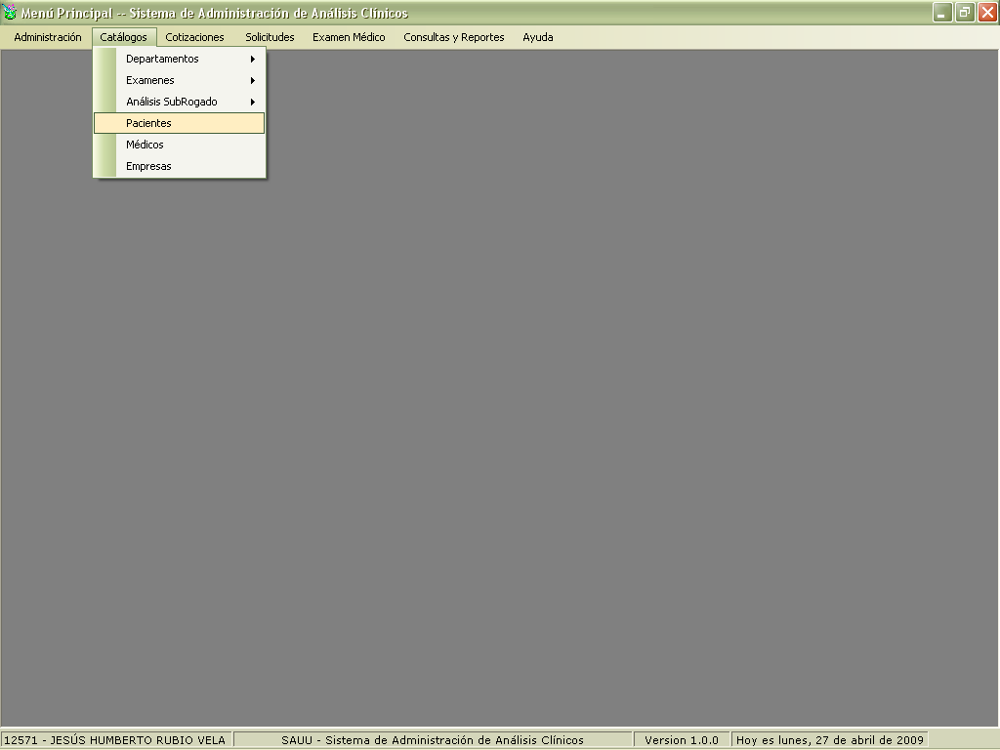 Menú Principal -- Sistema de Administración de Análisis Clínicos
Administración Catálogos Cotizaciones Solicitudes Examen Médico Consultas y Reportes Ayuda
Departamentos
Examenes
Análisis SubRogado
Pacientes
Médicos
Empresas
12571 - JESÚS HUMBERTO RUBIO VELA SAUU - Sistema de Administración de Análisis Clínicos Version 1.0.0 Hoy es lunes, 27 de abril de 2009